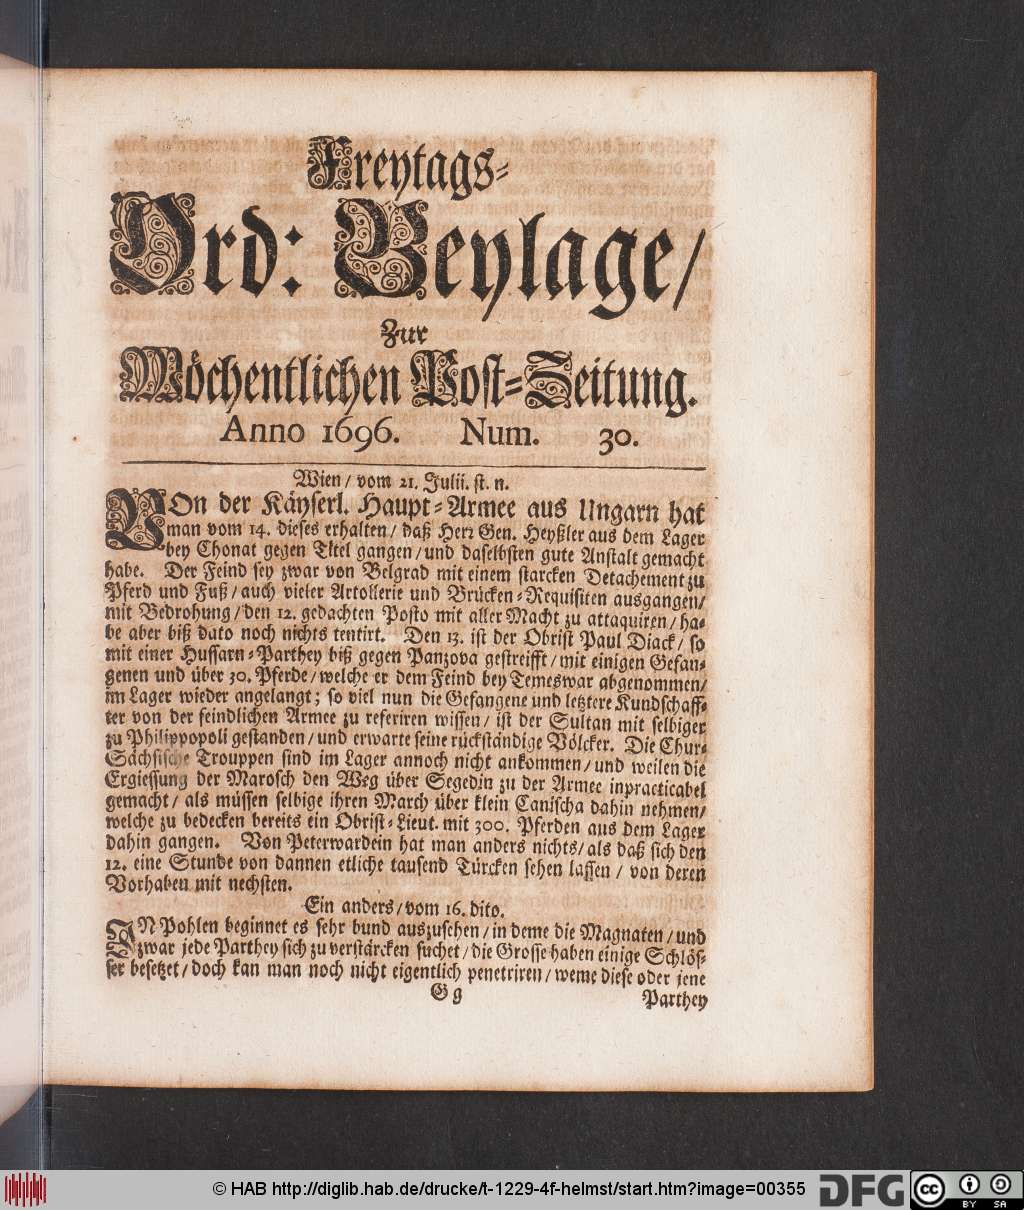 Freytags-
Ord: Beylage/
Zur
Wöchentlichen Post-Zeitung.
Anno 1696. Num. 30.
Wien/ vom 21. Julii. st. n.
VOn der Käyserl. Haupt-Armee aus Ungarn hat
man vom 14. dieses erhalten/ daß Herr Gen. Heyßler aus dem Lager
bey Chonat gegen Titel gangen/ und daselbsten gute Anstalt gemacht
habe. Der Feind sey zwar von Belgrad mit einem starcken Detachement zu
Pferd und Fuß/ auch vieler Artollerie und Brücken-Requisiten ausgangen/
mit Bedrohung/ den 12. gedachten Posto mit aller Macht zu attaquiren/ ha-
be aber biß dato noch nichts tentirt. Den 13. ist der Obrist Paul Diack/ so
mit einer Hussarn-Parthey biß gegen Panzova gestreifft/ mit einigen Gefan-
genen und über 30. Pferde/ welche er dem Feind bey Temeswar abgenommen/
im Lager wieder angelangt; so viel nun die Gefangene und letztere Kundschaff-
ter von der feindlichen Armee zu referiren wissen/ ist der Sultan mit selbiger
zu Philippopoli gestanden/ und erwarte seine rückständige Völcker. Die Chur-
Sächsische Trouppen sind im Lager annoch nicht ankommen/ und weilen die
Ergiessung der Marosch den Weg über Segedin zu der Armee inpracticabel
gemacht/ als müssen selbige ihren March über klein Canischa dahin nehmen/
welche zu bedecken bereits ein Obrist-Lieut. mit 300. Pferden aus dem Lager
dahin gangen. Von Peterwardein hat man anders nichts/ als daß sich den
12. eine Stunde von dannen etliche tausend Türcken sehen lassen/ von deren
Vorhaben mit nechsten.
Ein anders/ vom 16. dito.
IN Pohlen beginnet es sehr bund auszusehen/ in deme die Magnaten/ und
zwar jede Parthey sich zu verstärcken suchet/ die Grosse haben einige Schlös-
ser besetzet/ doch kan man noch nicht eigentlich penetriren/ weme diese oder jene
Gg Parthey
© HAB http://diglib.hab.de/drucke/t-1229-4f-helmst/start.htm?image=00355 DFG cc BY SA